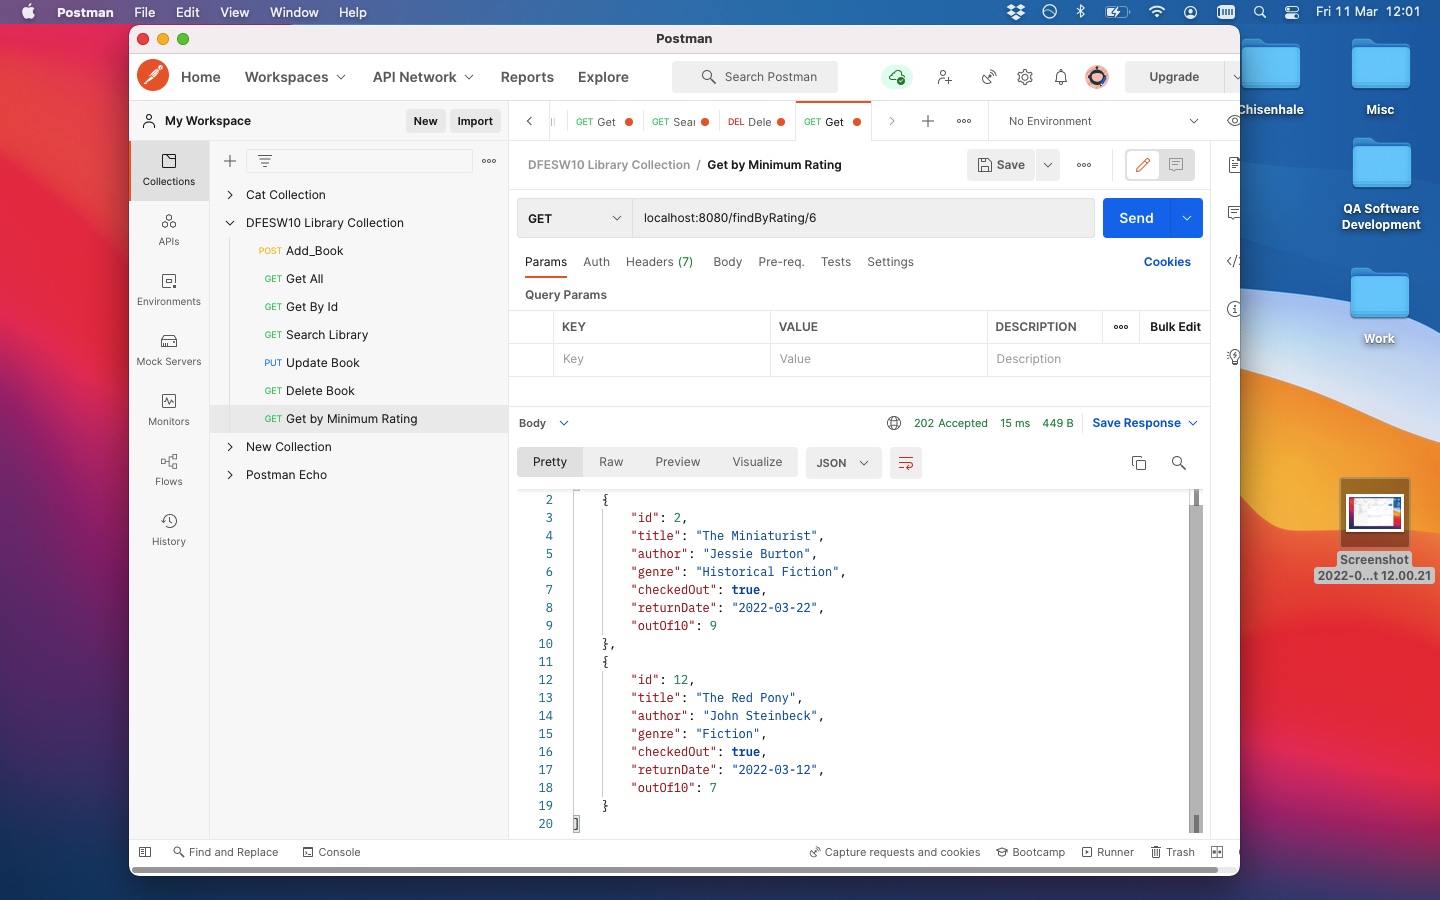 Postman File Edit View Window Help Fri 11 Mar 12:01
Postman
Home Workspaces API Network Reports Explore Search Postman Upgrade
My Workspace New Import
GET Get GET Sear DEL Dele GET Get No Environment
Collections
APIs
Environments
Mock Servers
Monitors
Flows
History
Cat Collection
DFESW10 Library Collection
POST Add_Book
GET Get All
GET Get By Id
GET Search Library
PUT Update Book
GET Delete Book
GET Get by Minimum Rating
New Collection
Postman Echo
DFESW10 Library Collection / Get by Minimum Rating Save
GET localhost:8080/findByRating/6 Send
Params Auth Headers (7) Body Pre-req. Tests Settings Cookies
Query Params
KEY VALUE DESCRIPTION Bulk Edit
Key Value Description
Body 202 Accepted 15 ms 449 B Save Response
Pretty Raw Preview Visualize JSON
2 {
3 "id": 2,
4 "title": "The Miniaturist",
5 "author": "Jessie Burton",
6 "genre": "Historical Fiction",
7 "checkedOut": true,
8 "returnDate": "2022-03-22",
9 "outOf10": 9
10 },
11 {
12 "id": 12,
13 "title": "The Red Pony",
14 "author": "John Steinbeck",
15 "genre": "Fiction",
16 "checkedOut": true,
17 "returnDate": "2022-03-12",
18 "outOf10": 7
19 }
20 ]
Find and Replace Console Capture requests and cookies Bootcamp Runner Trash
Chisenhale
Misc
QA Software
Development
Work
Screenshot
2022-0...t 12.00.21